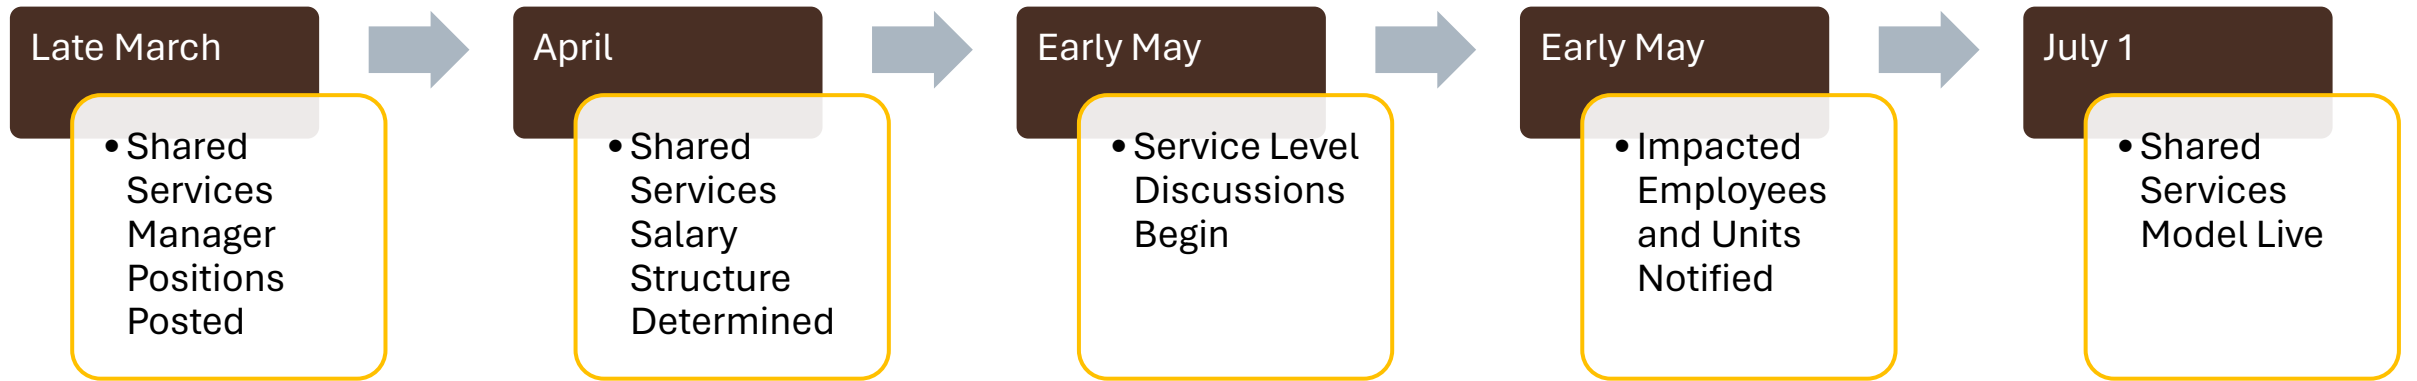 Late March
• Shared
Services
Manager
Positions
Posted
April
• Shared
Services
Salary
Structure
Determined
Early May
• Service Level
Discussions
Begin
Early May
• Impacted
Employees
and Units
Notified
July 1
• Shared
Services
Model Live